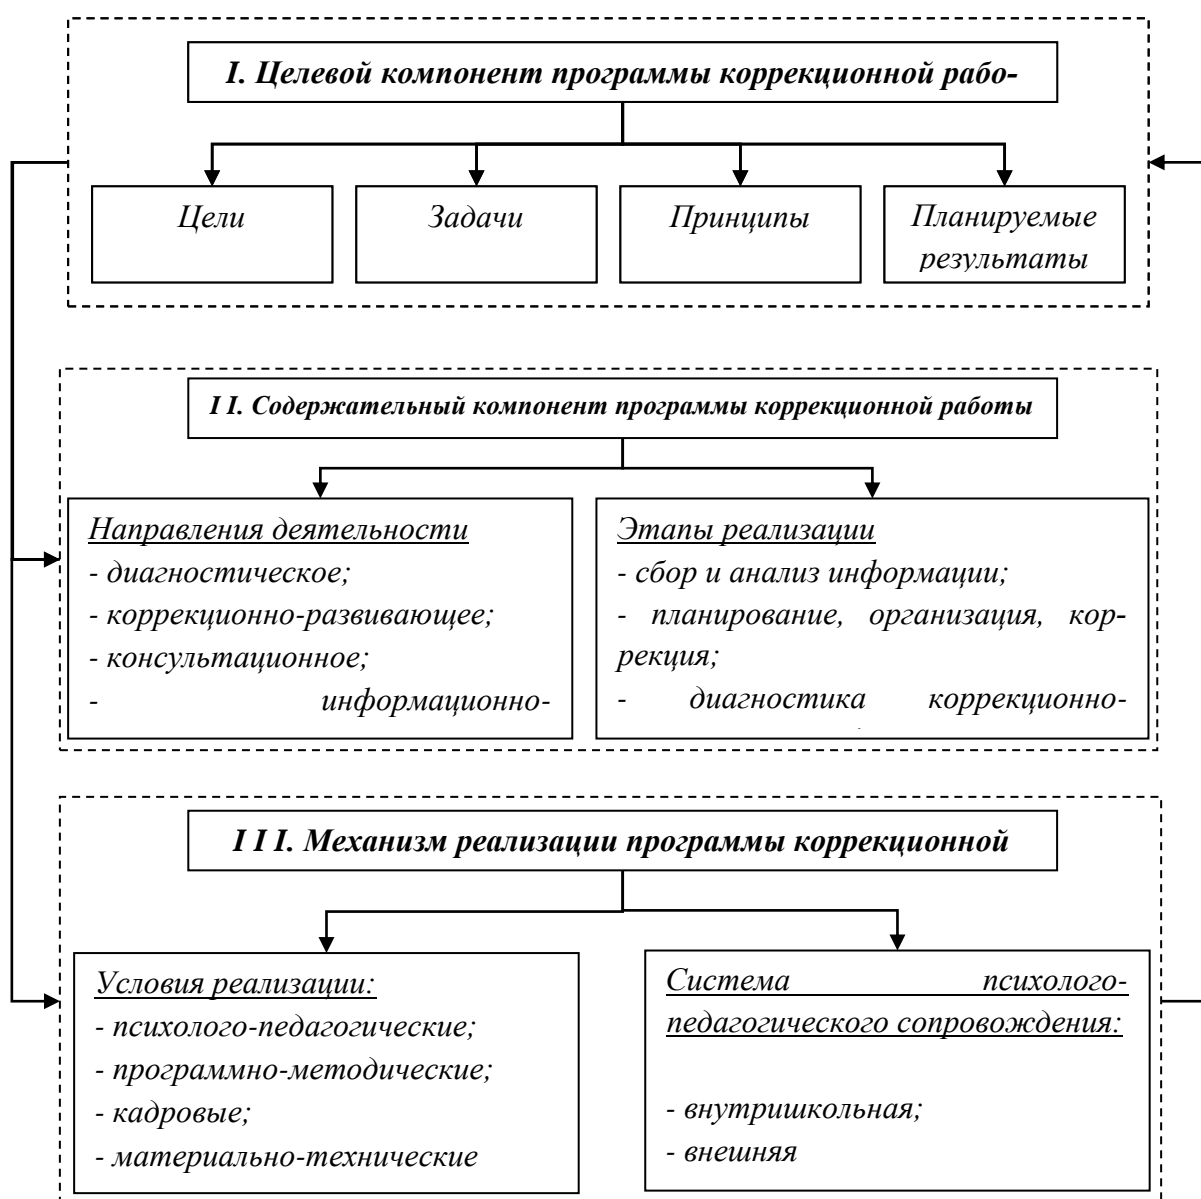 I. Целевой компонент программы коррекционной рабо-
Цели
Задачи
Принципы
Планируемые
результаты
I I. Содержательный компонент программы коррекционной работы
Направления деятельности
- диагностическое;
- коррекционно-развивающее;
- консультационное;
- информационно-
Этапы реализации
- сбор и анализ информации;
- планирование, организация, кор-
рекция;
- диагностика коррекционно-
I I I. Механизм реализации программы коррекционной
Условия реализации:
- психолого-педагогические;
- программно-методические;
- кадровые;
- материально-технические
Система психолого-
педагогического сопровождения:
- внутришкольная;
- внешняя